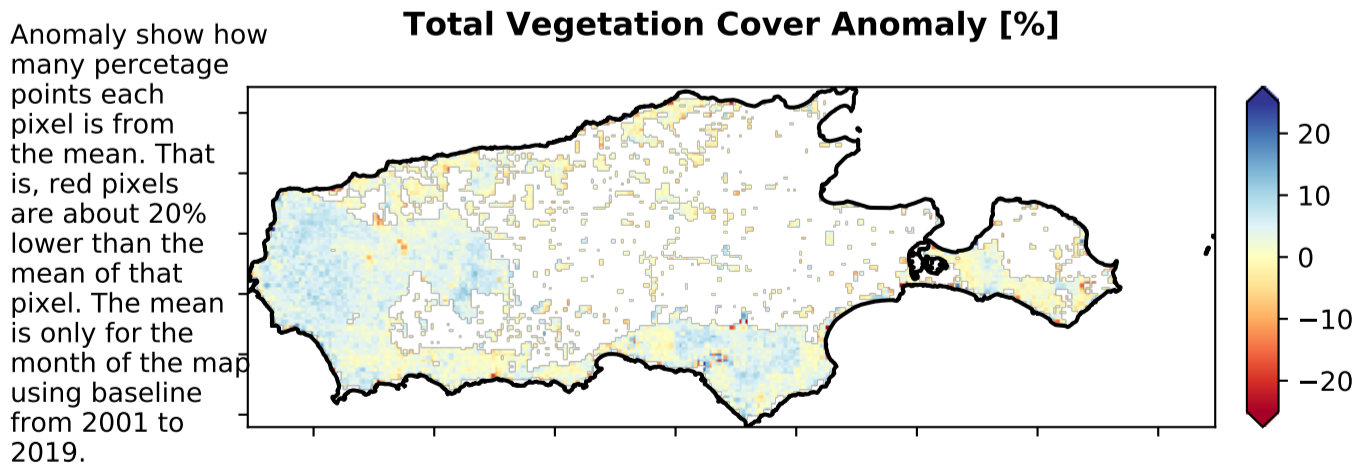 Total Vegetation Cover Anomaly [%]
Anomaly show how
many percetage
points each
pixel is from
the mean. That
is, red pixels
are about 20%
lower than the
mean of that
pixel. The mean
is only for the
month of the map
using baseline
from 2001 to
2019.
20
10
0
−10
−20